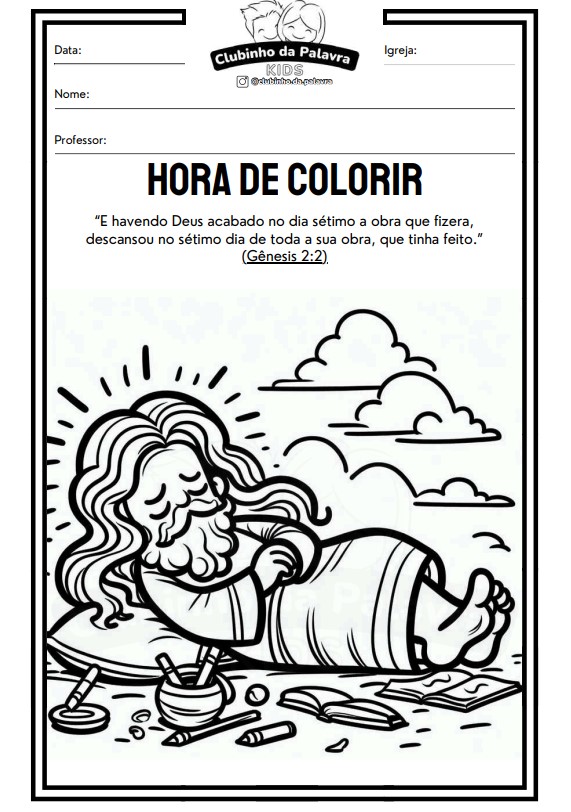 Clubinho da Palavra
KIDS
@clubinho.da.palavra
Data:
Igreja:
Nome:
Professor:
HORA DE COLORIR
“E havendo Deus acabado no dia sétimo a obra que fizera,
descansou no sétimo dia de toda a sua obra, que tinha feito.”
(Gênesis 2:2)